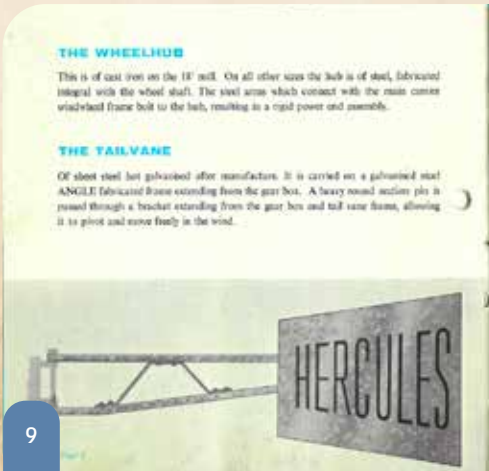 THE WHEELHUB
This is of cast iron on the 18' mill. On all other sizes the hub is of steel, fabricated
integral with the wheel shaft. The steel arms which connect with the main centre
windwheel frame bolt to the hub, resulting in a rigid power end assembly.
THE TAILVANE
Of sheet steel hot galvanised after manufacture. It is carried on a galvanised steel
ANGLE fabricated frame extending from the gear box. A heavy round section pin is
passed through a bracket extending from the gear box and tail vane frame, allowing
it to pivot and move freely in the wind.
HERCULES
9